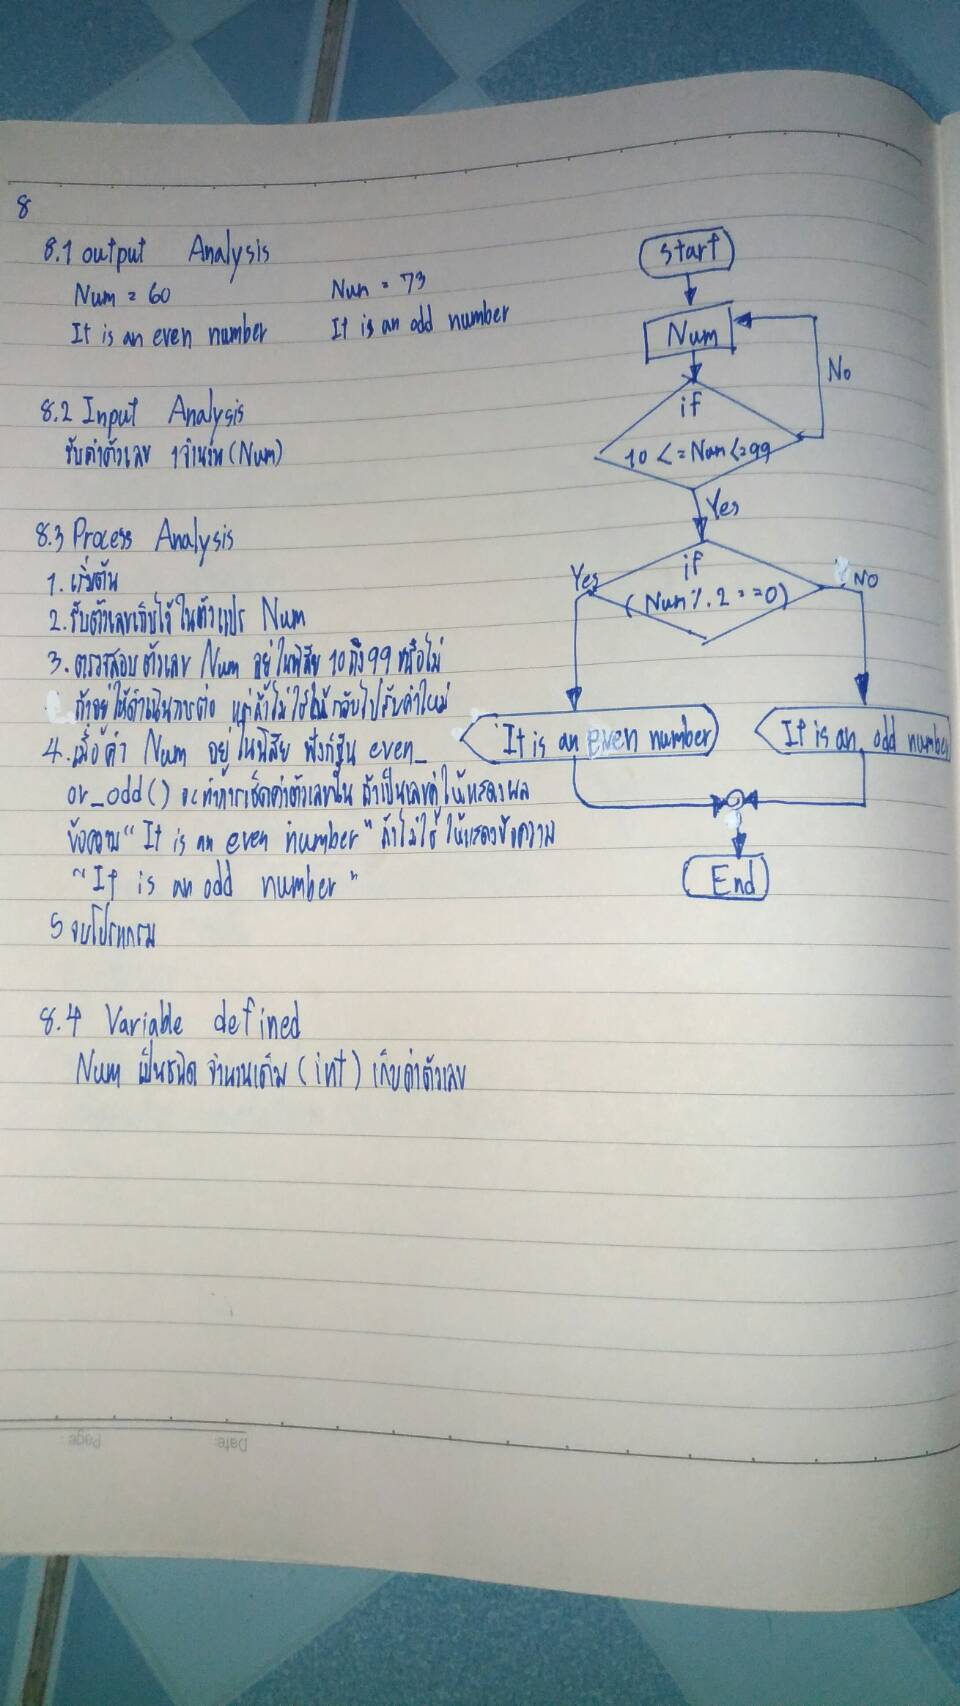 8
8.1 output Analysis
Num = 60
It is an even number
Nun = 73
It is an odd number
8.2 Input Analysis
รับค่าตัวเลข 1จำนวน (Num)
8.3 Process Analysis
1. เริ่มต้น
2. รับตัวเลขเก็บไว้ในตัวแปร Num
3. ตรวจสอบตัวเลข Num อยู่ในพิสัย 10ถึง99 หรือไม่
ถ้าอยู่ให้ดำเนินการต่อ แต่ถ้าไม่ใช่ให้กลับไปรับค่าใหม่
4. เมื่อค่า Num อยู่ในพิสัย ฟังก์ชัน even_
or_odd() จะทำการเช็คค่าตัวเลขใน ถ้าเป็นเลขคู่ให้แสดงผล
ข้อความ "It is an even number" ถ้าไม่ใช่ ให้แสดงข้อความ
"It is an odd number"
5 จบโปรแกรม
8.4 Variable defined
Num เป็นชนิด จำนวนเต็ม (int) เก็บค่าตัวเลข
start
Num
No
if
10 <= Num <= 99
Yes
if
(Num % 2 == 0)
Yes
NO
It is an even number
It is an odd number
End
Date:
Page: